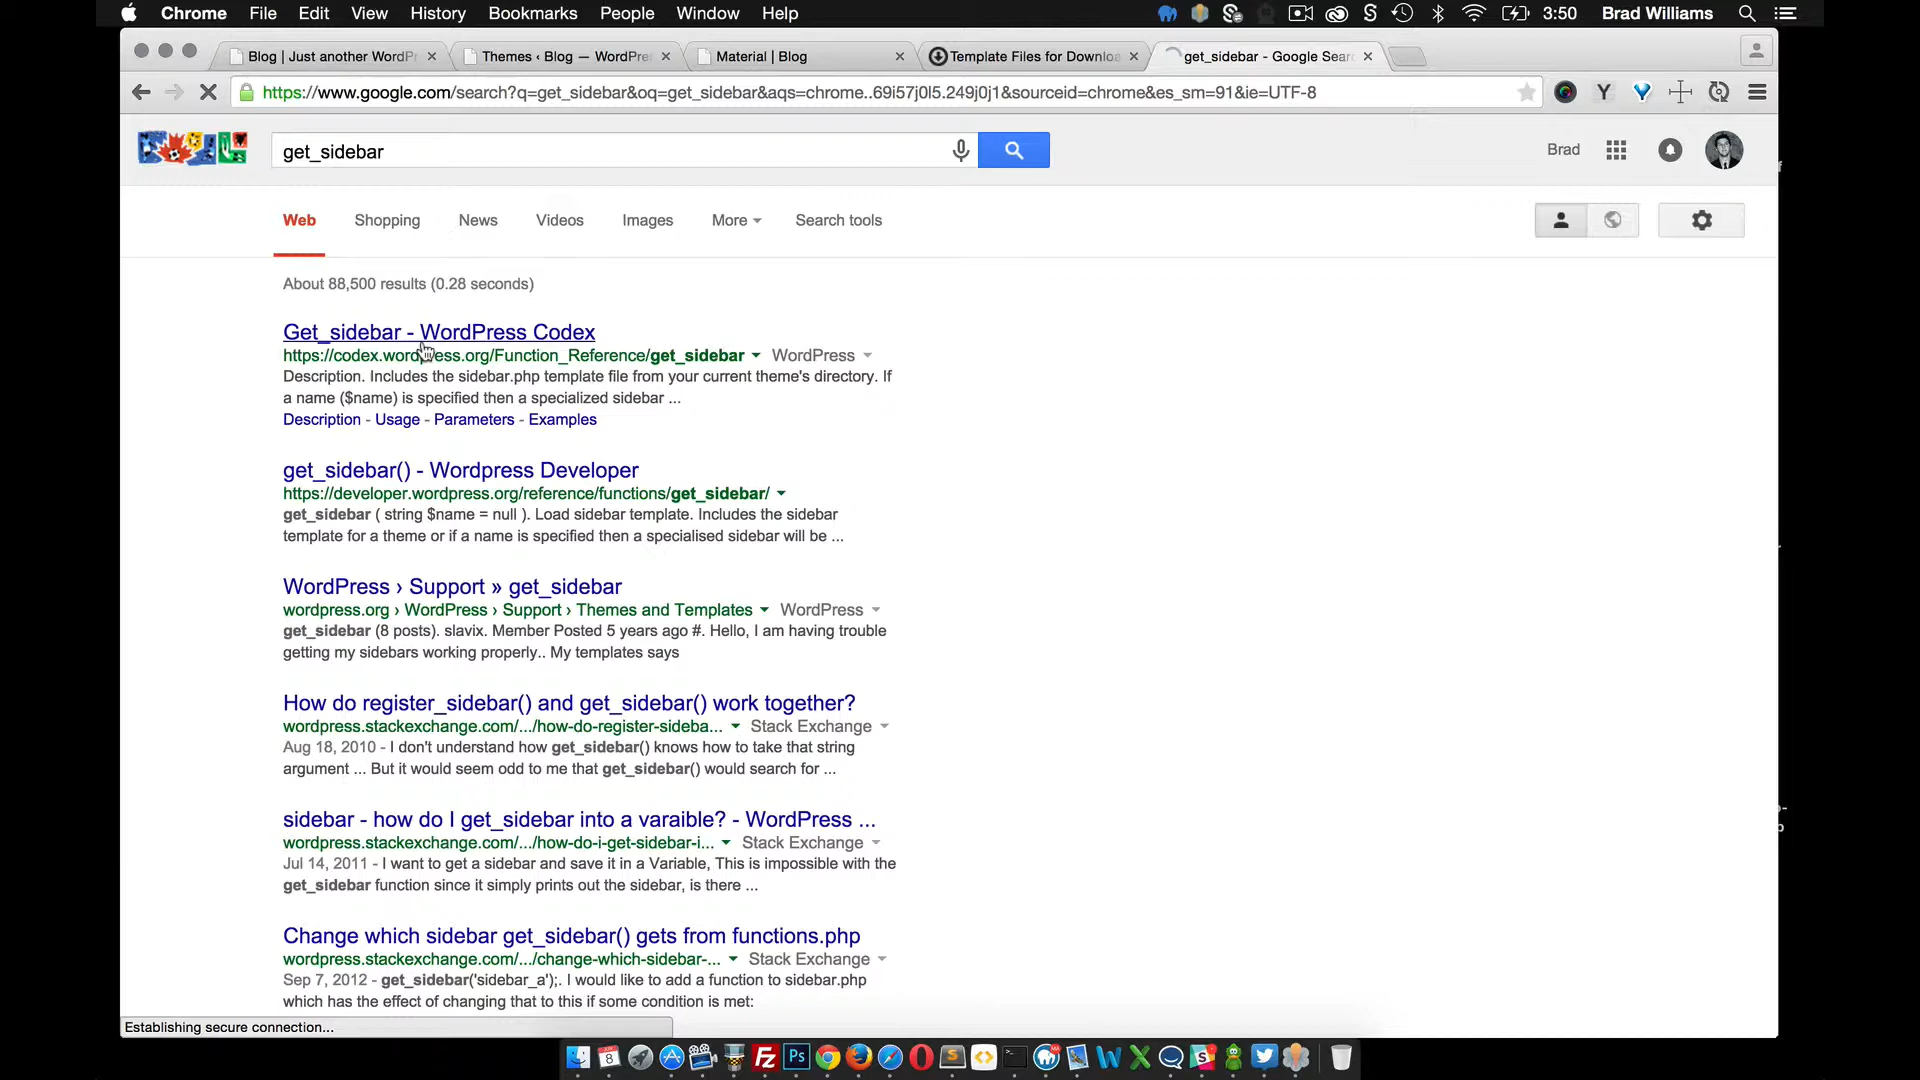 Chrome File Edit View History Bookmarks People Window Help 3:50 Brad Williams
Blog | Just another WordPr Themes ‹ Blog — WordPres Material | Blog Template Files for Downloa get_sidebar - Google Searc
https://www.google.com/search?q=get_sidebar&oq=get_sidebar&aqs=chrome..69i57j0l5.249j0j1&sourceid=chrome&es_sm=91&ie=UTF-8
get_sidebar Brad
Web Shopping News Videos Images More Search tools
About 88,500 results (0.28 seconds)
Get_sidebar - WordPress Codex
https://codex.wordpress.org/Function_Reference/get_sidebar WordPress
Description. Includes the sidebar.php template file from your current theme's directory. If
a name ($name) is specified then a specialized sidebar ...
Description - Usage - Parameters - Examples
get_sidebar() - Wordpress Developer
https://developer.wordpress.org/reference/functions/get_sidebar/
get_sidebar ( string $name = null ). Load sidebar template. Includes the sidebar
template for a theme or if a name is specified then a specialised sidebar will be ...
WordPress › Support » get_sidebar
wordpress.org › WordPress › Support › Themes and Templates WordPress
get_sidebar (8 posts). slavix. Member Posted 5 years ago #. Hello, I am having trouble
getting my sidebars working properly.. My templates says
How do register_sidebar() and get_sidebar() work together?
wordpress.stackexchange.com/.../how-do-register-sideba... Stack Exchange
Aug 18, 2010 - I don't understand how get_sidebar() knows how to take that string
argument ... But it would seem odd to me that get_sidebar() would search for ...
sidebar - how do I get_sidebar into a varaible? - WordPress ...
wordpress.stackexchange.com/.../how-do-i-get-sidebar-i... Stack Exchange
Jul 14, 2011 - I want to get a sidebar and save it in a Variable, This is impossible with the
get_sidebar function since it simply prints out the sidebar, is there ...
Change which sidebar get_sidebar() gets from functions.php
wordpress.stackexchange.com/.../change-which-sidebar-... Stack Exchange
Sep 7, 2012 - get_sidebar('sidebar_a');. I would like to add a function to sidebar.php
which has the effect of changing that to this if some condition is met:
Establishing secure connection...